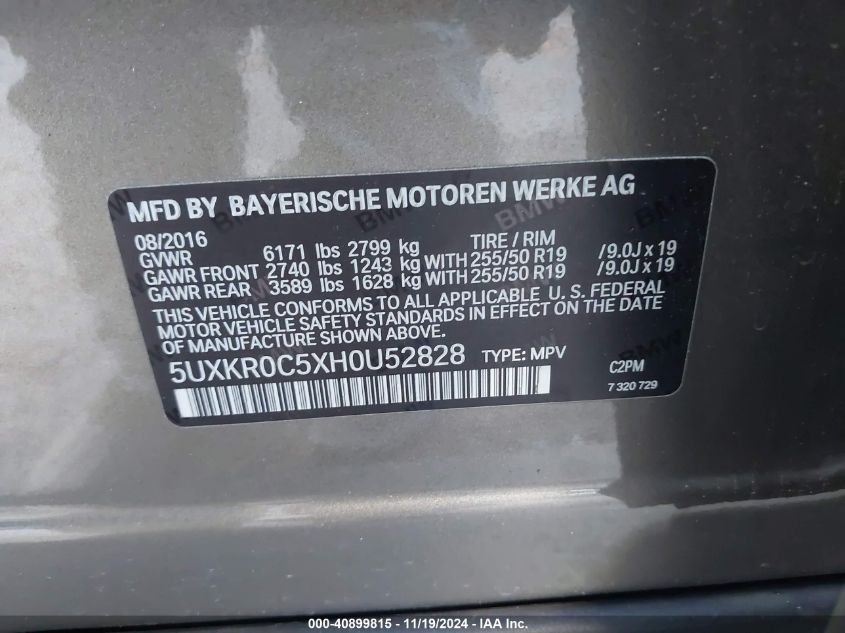 MFD BY BAYERISCHE MOTOREN WERKE AG
08/2016
GVWR 6171 lbs 2799 kg TIRE / RIM
GAWR FRONT 2740 lbs 1243 kg WITH 255/50 R19 /9.0J x 19
GAWR REAR 3589 lbs 1628 kg WITH 255/50 R19 /9.0J x 19
THIS VEHICLE CONFORMS TO ALL APPLICABLE U. S. FEDERAL
MOTOR VEHICLE SAFETY STANDARDS IN EFFECT ON THE DATE
OF MANUFACTURE SHOWN ABOVE.
5UXKR0C5XH0U52828 TYPE: MPV C2PM
7 320 729
000-40899815 - 11/19/2024 - IAA Inc.